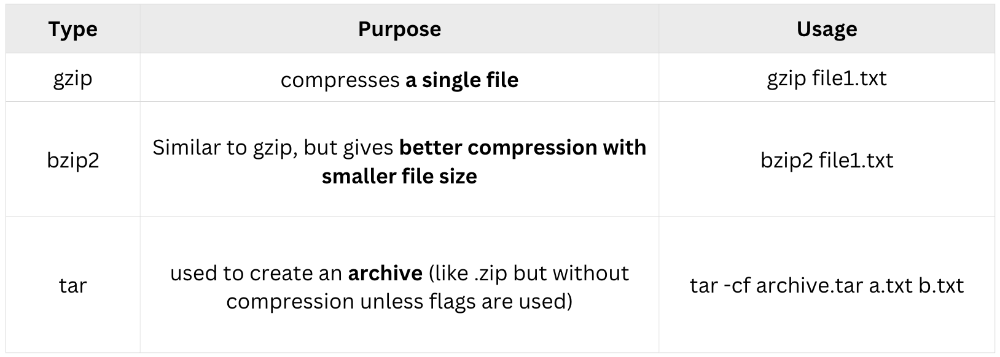 Type Purpose Usage
gzip compresses a single file gzip file1.txt
bzip2 Similar to gzip, but gives better compression with
smaller file size bzip2 file1.txt
tar used to create an archive (like .zip but without
compression unless flags are used) tar -cf archive.tar a.txt b.txt